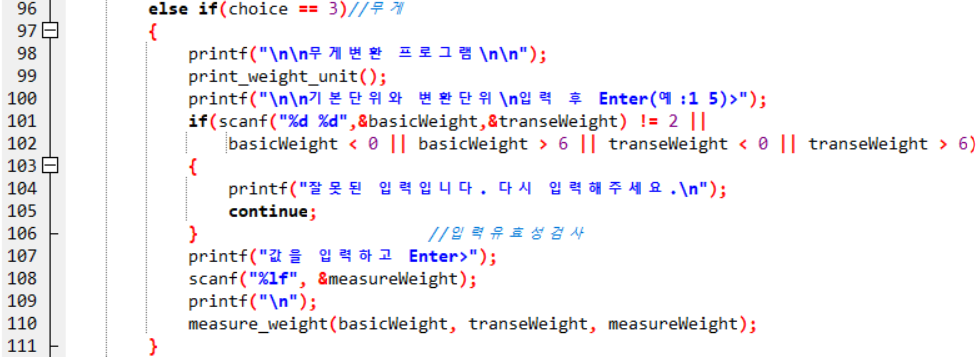 96 else if(choice == 3)//무게
97 {
98 printf("\n\n무게변환 프로그램\n\n");
99 print_weight_unit();
100 printf("\n\n기본단위와 변환단위\n입력 후 Enter(예:1 5)>");
101 if(scanf("%d %d",&basicWeight,&transeWeight) != 2 ||
102 basicWeight < 0 || basicWeight > 6 || transeWeight < 0 || transeWeight > 6)
103 {
104 printf("잘못된 입력입니다. 다시 입력해주세요.\n");
105 continue;
106 } //입력유효성검사
107 printf("값을 입력하고 Enter>");
108 scanf("%lf", &measureWeight);
109 printf("\n");
110 measure_weight(basicWeight, transeWeight, measureWeight);
111 }